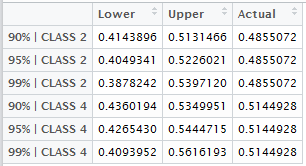 Lower Upper Actual
90% | CLASS 2 0.4143896 0.5131466 0.4855072
95% | CLASS 2 0.4049341 0.5226021 0.4855072
99% | CLASS 2 0.3878242 0.5397120 0.4855072
90% | CLASS 4 0.4360194 0.5349951 0.5144928
95% | CLASS 4 0.4265430 0.5444715 0.5144928
99% | CLASS 4 0.4093952 0.5616193 0.5144928